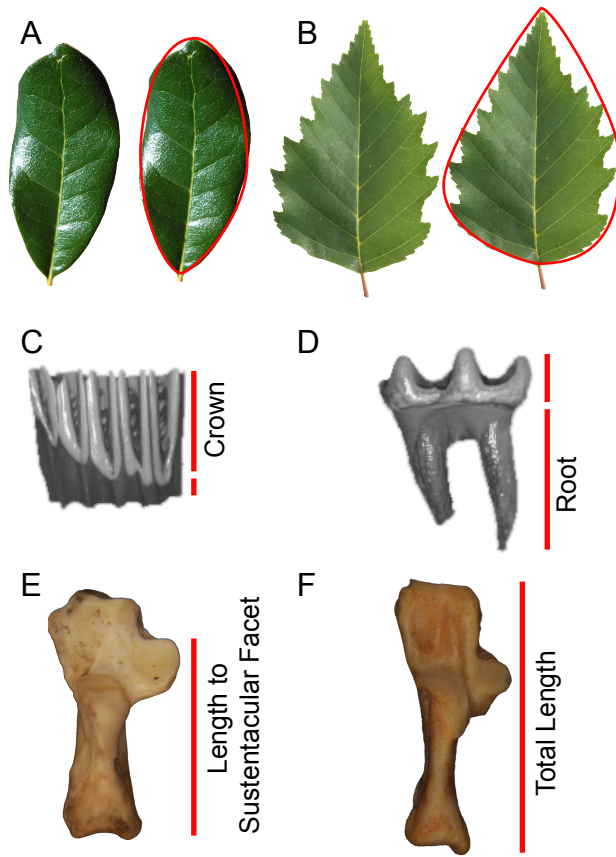 A
B
C
Crown
D
Root
E
Length to
Sustentacular Facet
F
Total Length